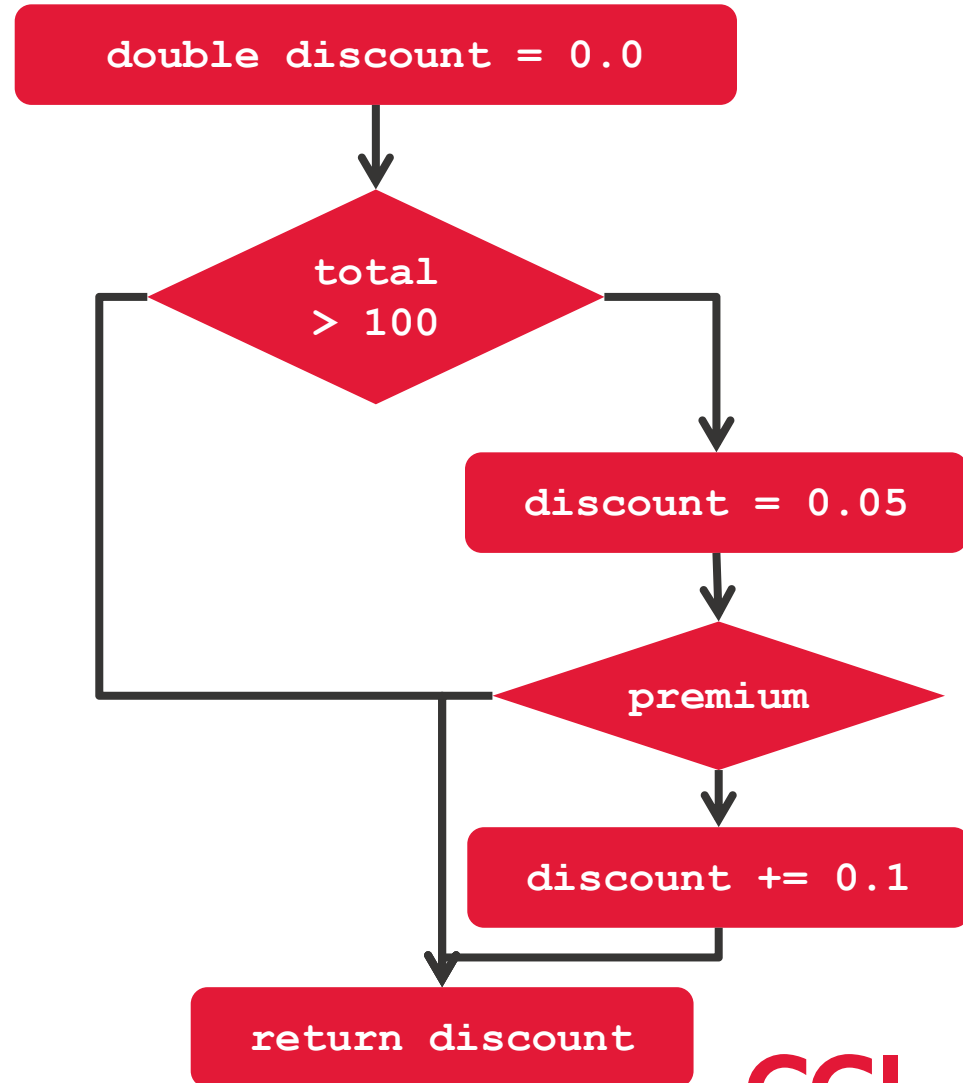 double discount = 0.0
total
> 100
discount = 0.05
premium
discount += 0.1
return discount